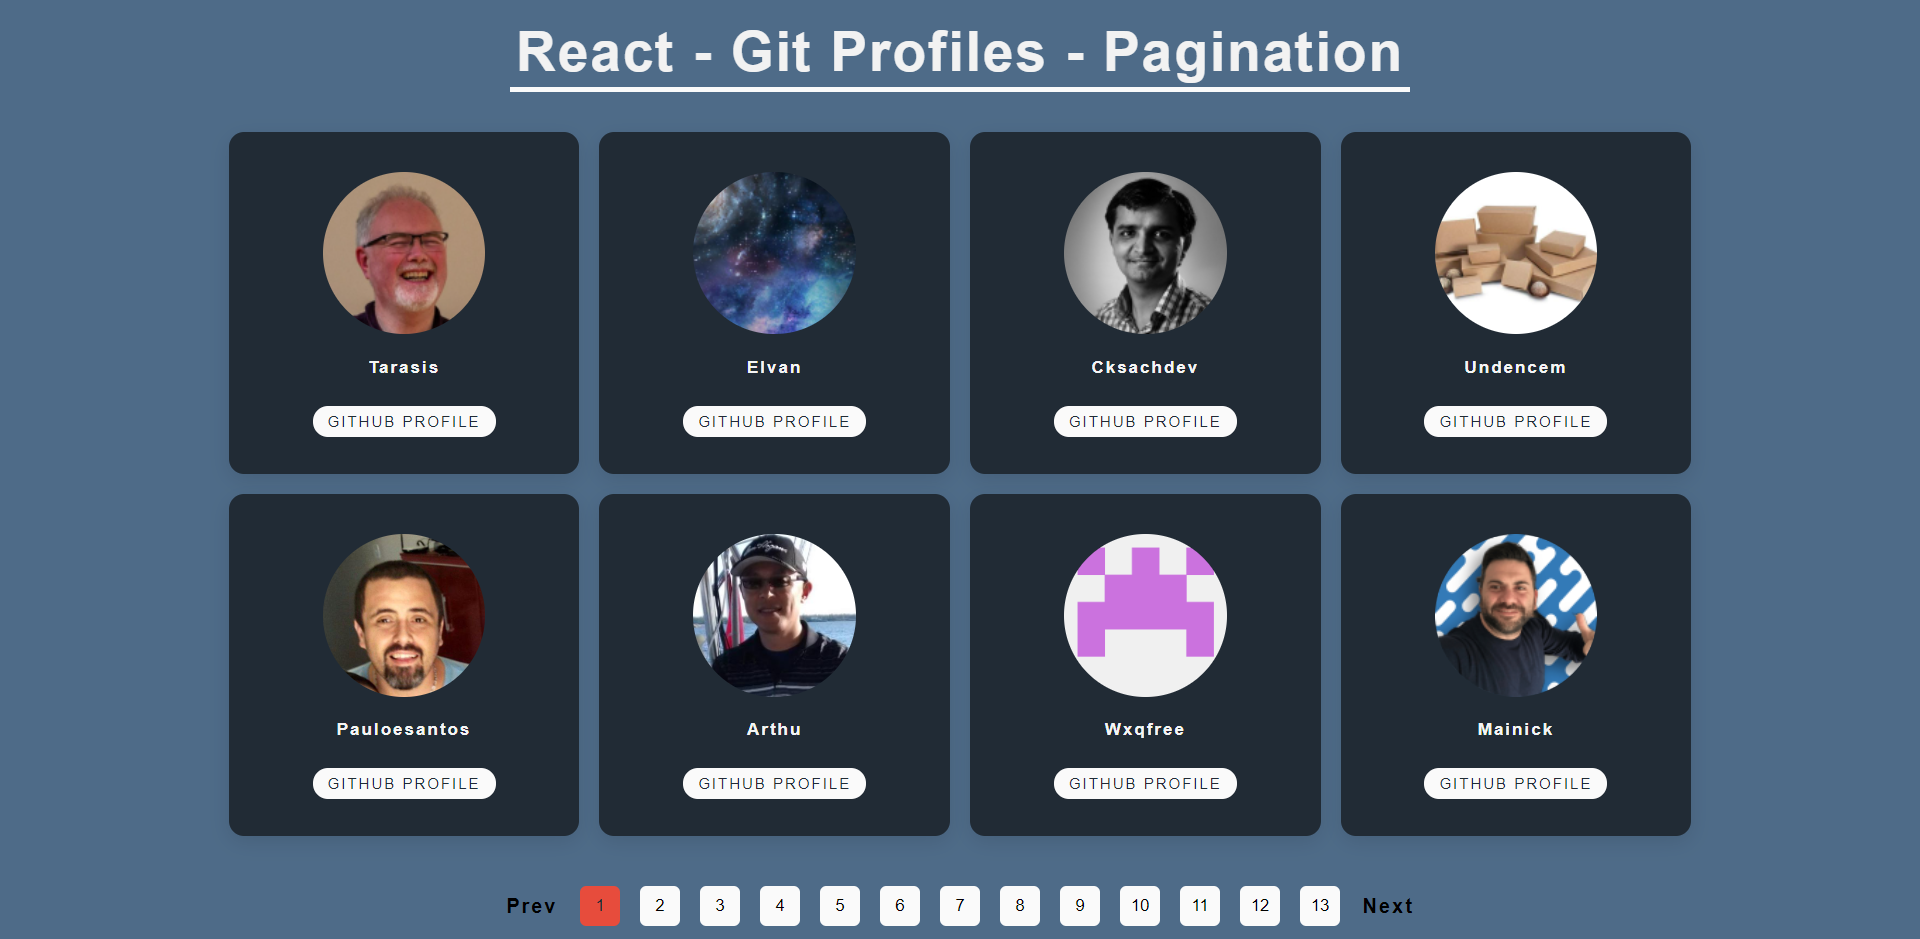 React - Git Profiles - Pagination
Tarasis
Elvan
Cksachdev
Undencem
GITHUB PROFILE
GITHUB PROFILE
GITHUB PROFILE
GITHUB PROFILE
Pauloesantos
Arthu
Wxqfree
Mainick
GITHUB PROFILE
GITHUB PROFILE
GITHUB PROFILE
GITHUB PROFILE
Prev 1 2 3 4 5 6 7 8 9 10 11 12 13 Next